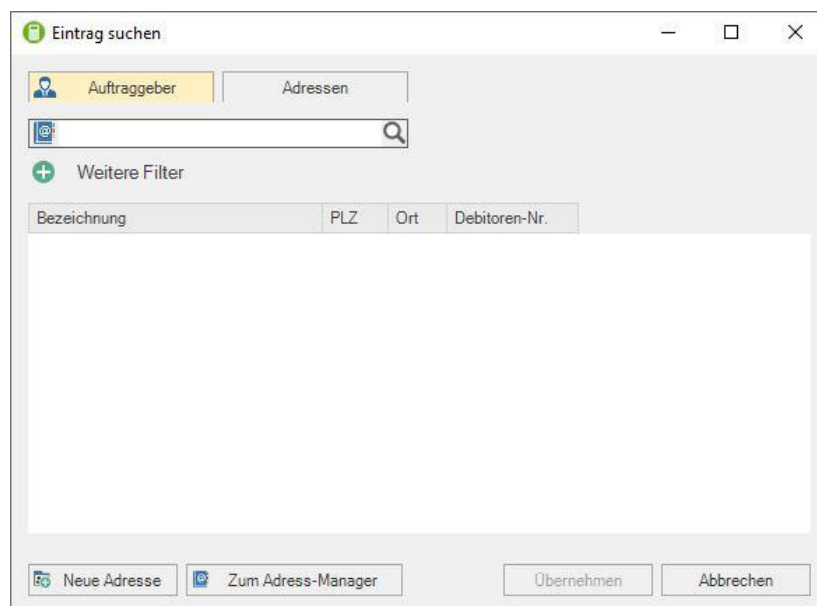 Eintrag suchen
Auftraggeber Adressen
Weitere Filter
Bezeichnung PLZ Ort Debitoren-Nr.
Neue Adresse Zum Adress-Manager Übernehmen Abbrechen